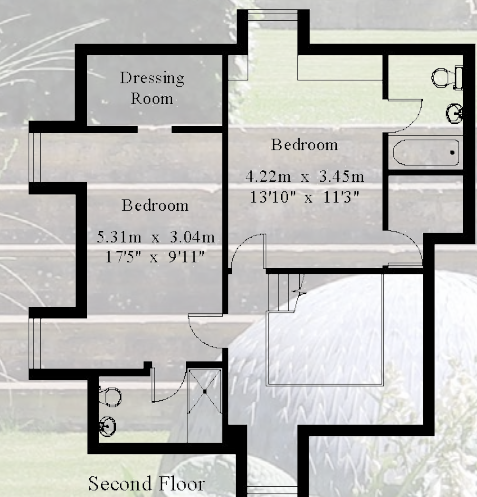 Dressing
Room
Bedroom
4.22m x 3.45m
13'10" x 11'3"
Bedroom
5.31m x 3.04m
17'5" x 9'11"
Second Floor